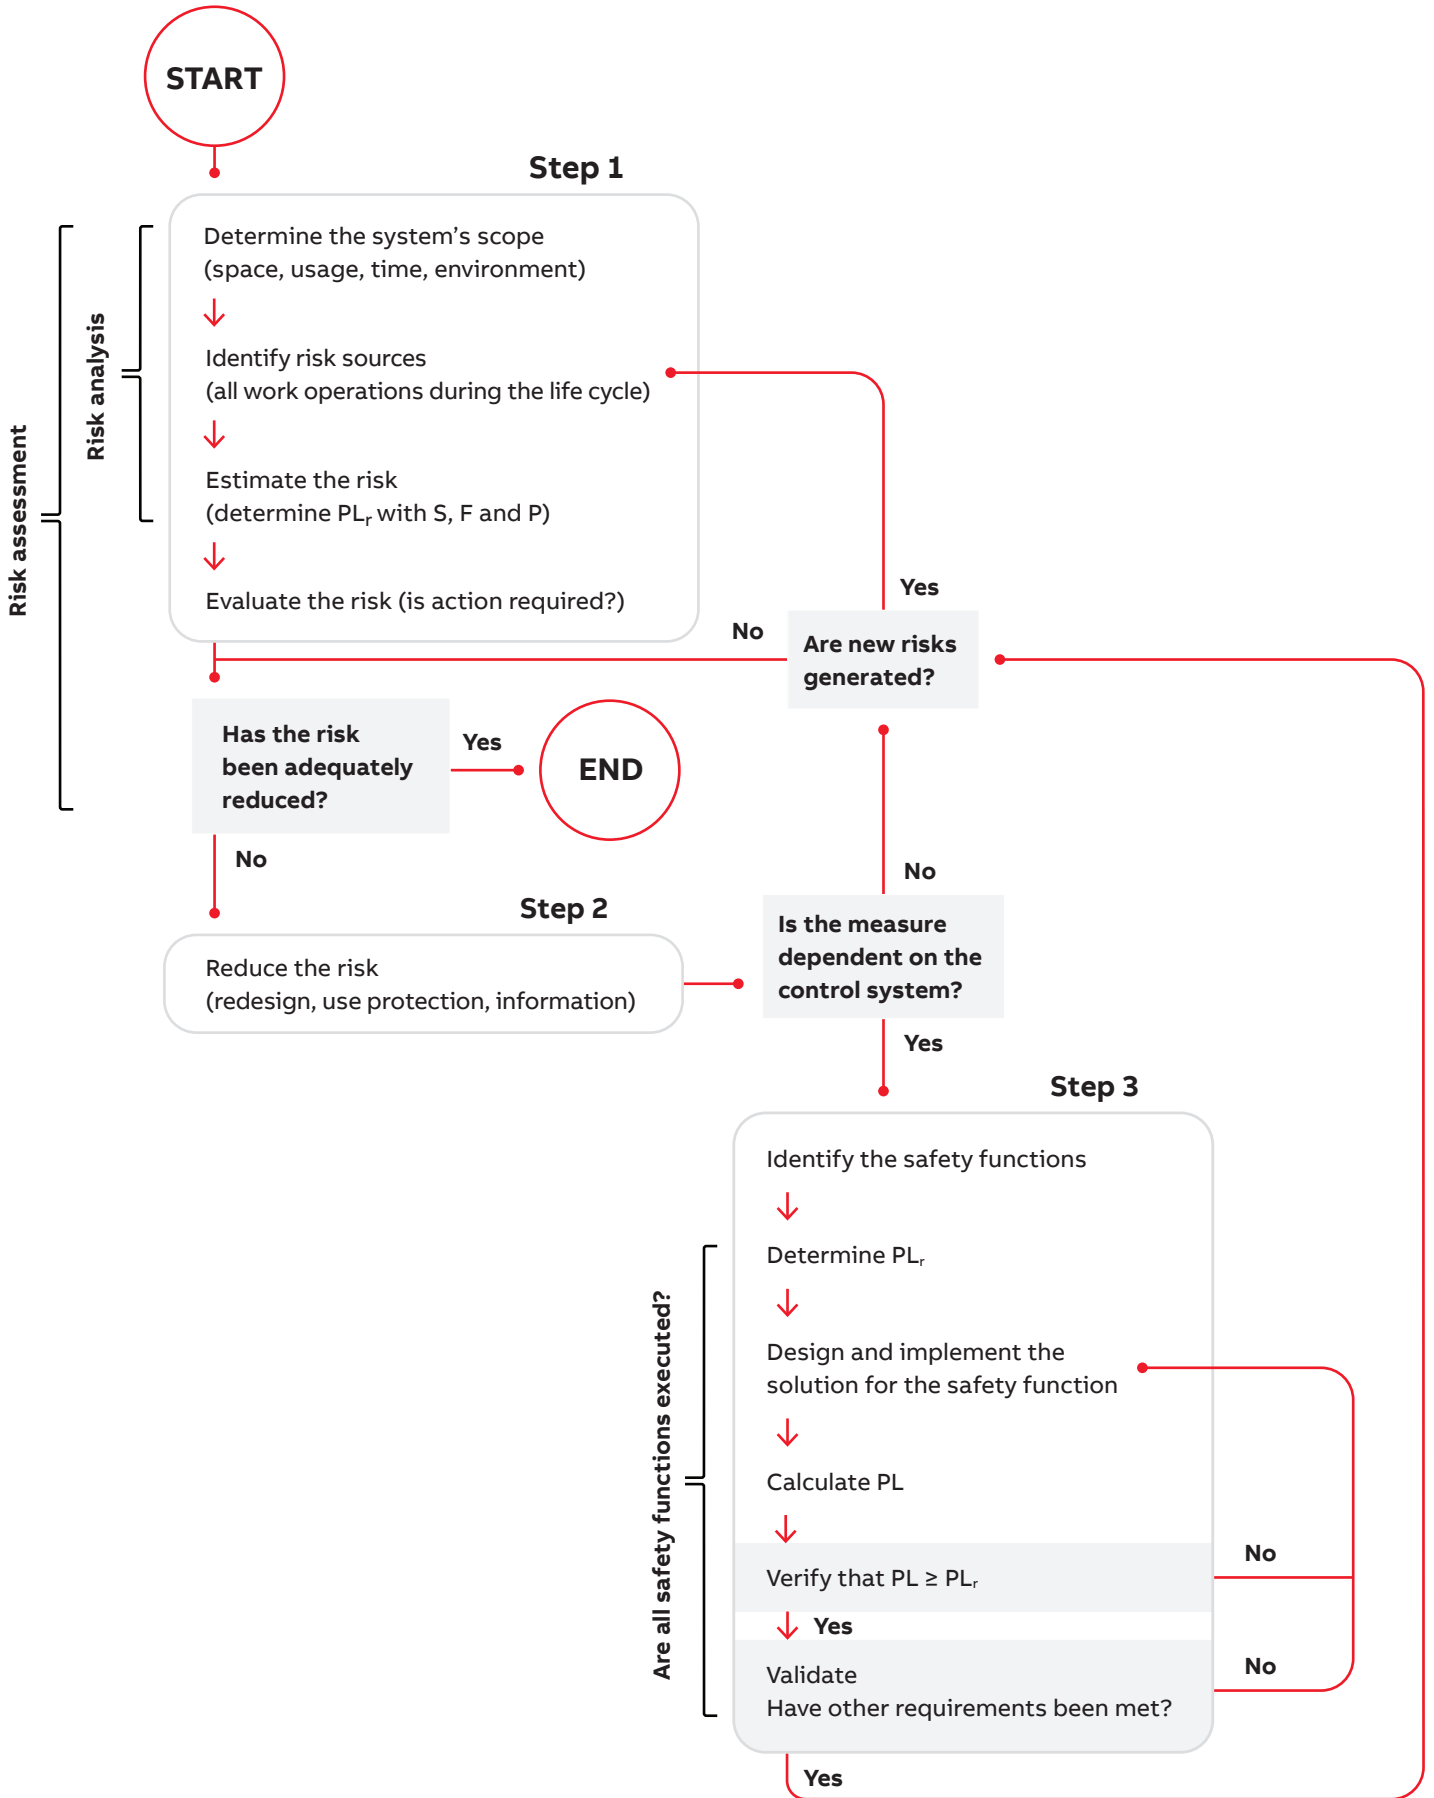 START
Step 1
Determine the system’s scope
(space, usage, time, environment)
Identify risk sources
(all work operations during the life cycle)
Estimate the risk
(determine PLr with S, F and P)
Evaluate the risk (is action required?)
Risk analysis
Risk assessment
Yes
No
Are new risks
generated?
Has the risk
been adequately
reduced?
Yes
END
No
Step 2
Reduce the risk
(redesign, use protection, information)
No
Is the measure
dependent on the
control system?
Yes
Step 3
Identify the safety functions
Determine PLr
Design and implement the
solution for the safety function
Calculate PL
Verify that PL ≥ PLr
No
Yes
Validate
Have other requirements been met?
No
Are all safety functions executed?
Yes